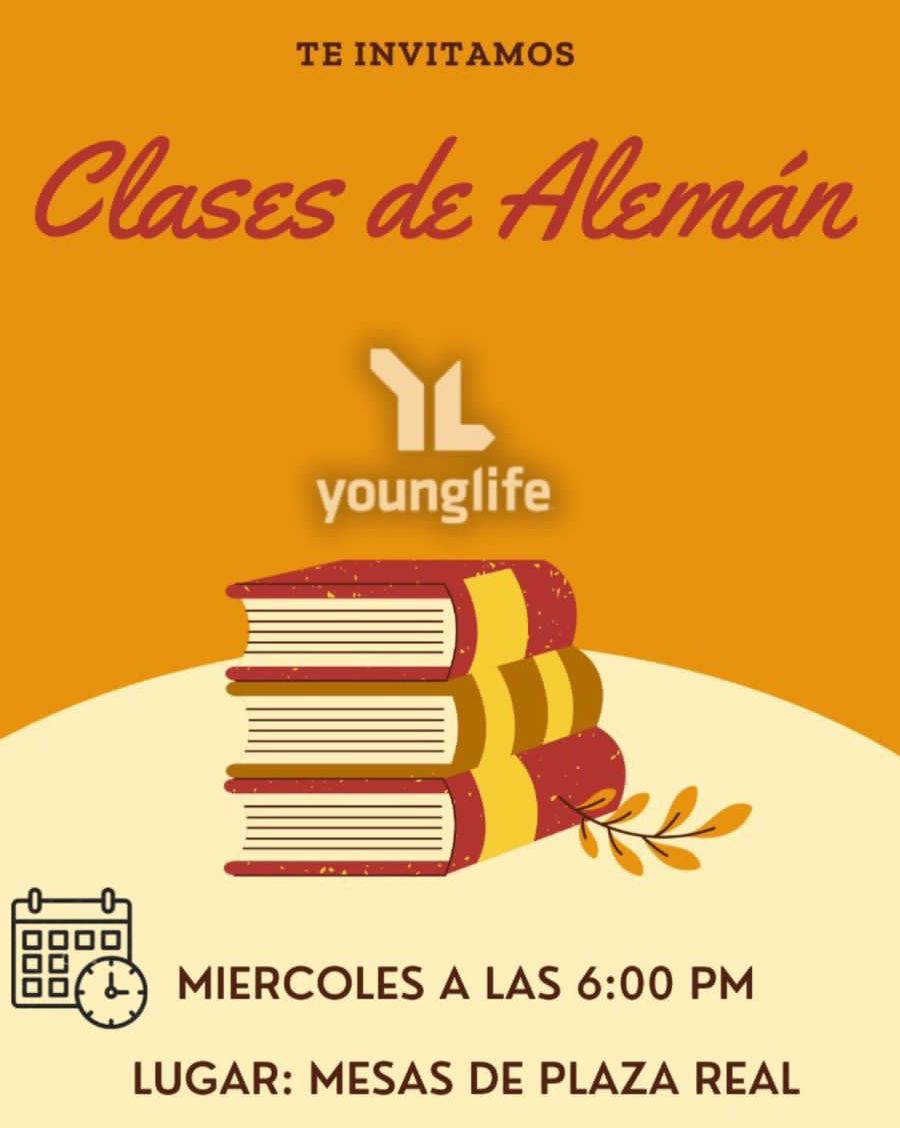 TE INVITAMOS
Clases de Alemán
YL
younglife
MIERCOLES A LAS 6:00 PM
LUGAR: MESAS DE PLAZA REAL